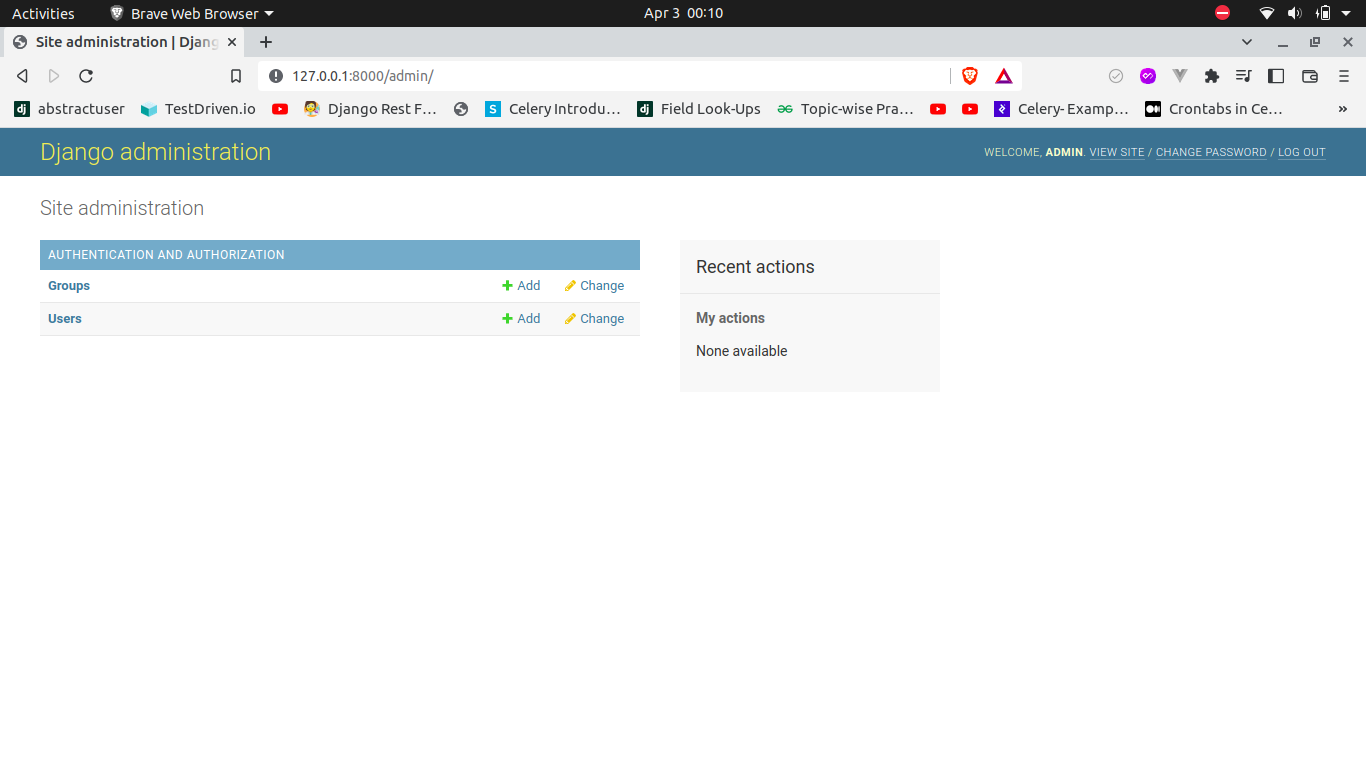 Activities Brave Web Browser Apr 3 00:10
Site administration | Djang
127.0.0.1:8000/admin/
abstractuser TestDriven.io Django Rest F... Celery Introdu... Field Look-Ups Topic-wise Pra... Celery- Examp... Crontabs in Ce... »
Django administration WELCOME, ADMIN. VIEW SITE / CHANGE PASSWORD / LOG OUT
Site administration
AUTHENTICATION AND AUTHORIZATION
Groups Add Change
Users Add Change
Recent actions
My actions
None available